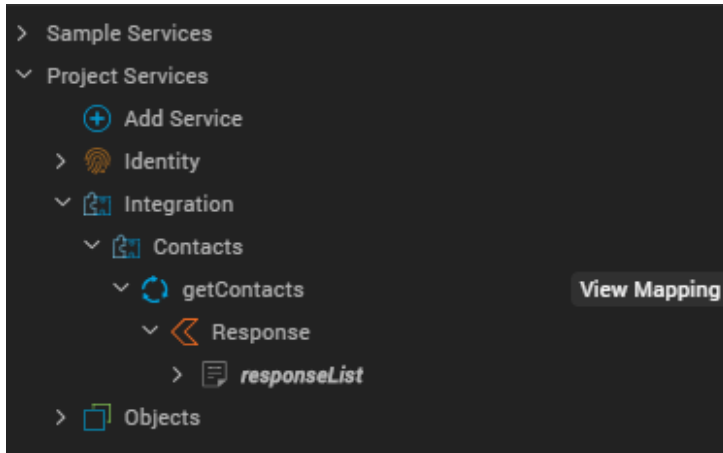 Sample Services
Project Services
Add Service
Identity
Integration
Contacts
getContacts View Mapping
Response
responseList
Objects